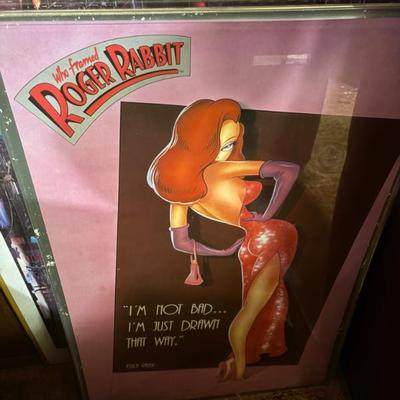 Who Framed
ROGER RABBIT
"I'M NOT BAD...
I'M JUST DRAWN
THAT WAY."